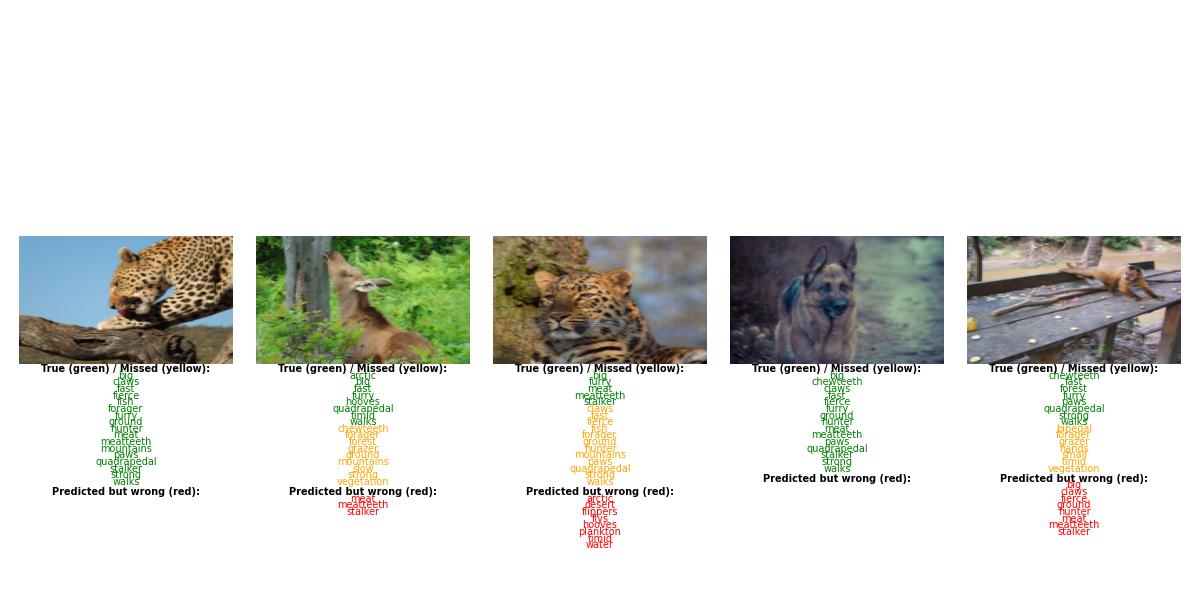 True (green) / Missed (yellow):
big
claws
fast
fierce
fish
forager
furry
ground
hunter
meat
meatteeth
mountains
paws
quadrapedal
stalker
strong
walks
Predicted but wrong (red):
True (green) / Missed (yellow):
arctic
big
fast
furry
hooves
quadrapedal
timid
walks
chewteeth
forager
forest
grazer
ground
mountains
slow
strong
vegetation
Predicted but wrong (red):
meat
meatteeth
stalker
True (green) / Missed (yellow):
big
furry
meat
meatteeth
stalker
claws
fast
fierce
fish
forager
ground
hunter
mountains
paws
quadrapedal
strong
walks
Predicted but wrong (red):
arctic
desert
flippers
flys
hooves
plankton
timid
water
True (green) / Missed (yellow):
big
chewteeth
claws
fast
fierce
furry
ground
hunter
meat
meatteeth
paws
quadrapedal
stalker
strong
walks
Predicted but wrong (red):
True (green) / Missed (yellow):
chewteeth
fast
forest
furry
paws
quadrapedal
strong
walks
bipedal
forager
grazer
hands
small
timid
vegetation
Predicted but wrong (red):
big
claws
fierce
ground
hunter
meat
meatteeth
stalker